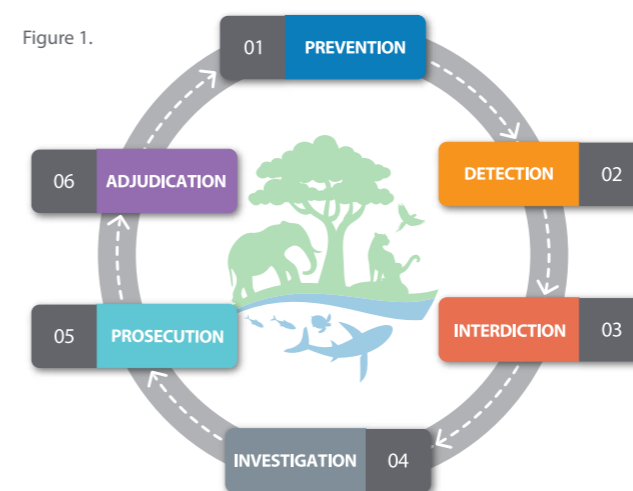 Figure 1.
01 PREVENTION
DETECTION 02
INTERDICTION 03
INVESTIGATION 04
05 PROSECUTION
06 ADJUDICATION